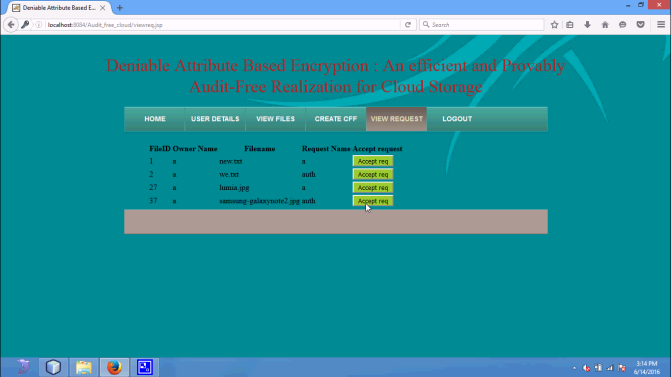 Deniable Attribute Based E...
localhost:8084/Audit_free_cloud/viewreq.jsp
Search
Deniable Attribute Based Encryption : An efficient and Provably
Audit-Free Realization for Cloud Storage
HOME USER DETAILS VIEW FILES CREATE CFF VIEW REQUEST LOGOUT
FileID Owner Name Filename Request Name Accept request
1 a new.txt a Accept req
2 a we.txt auth Accept req
27 a lumia.jpg a Accept req
37 a samsung-galaxynote2.jpg auth Accept req
3:14 PM
6/14/2016